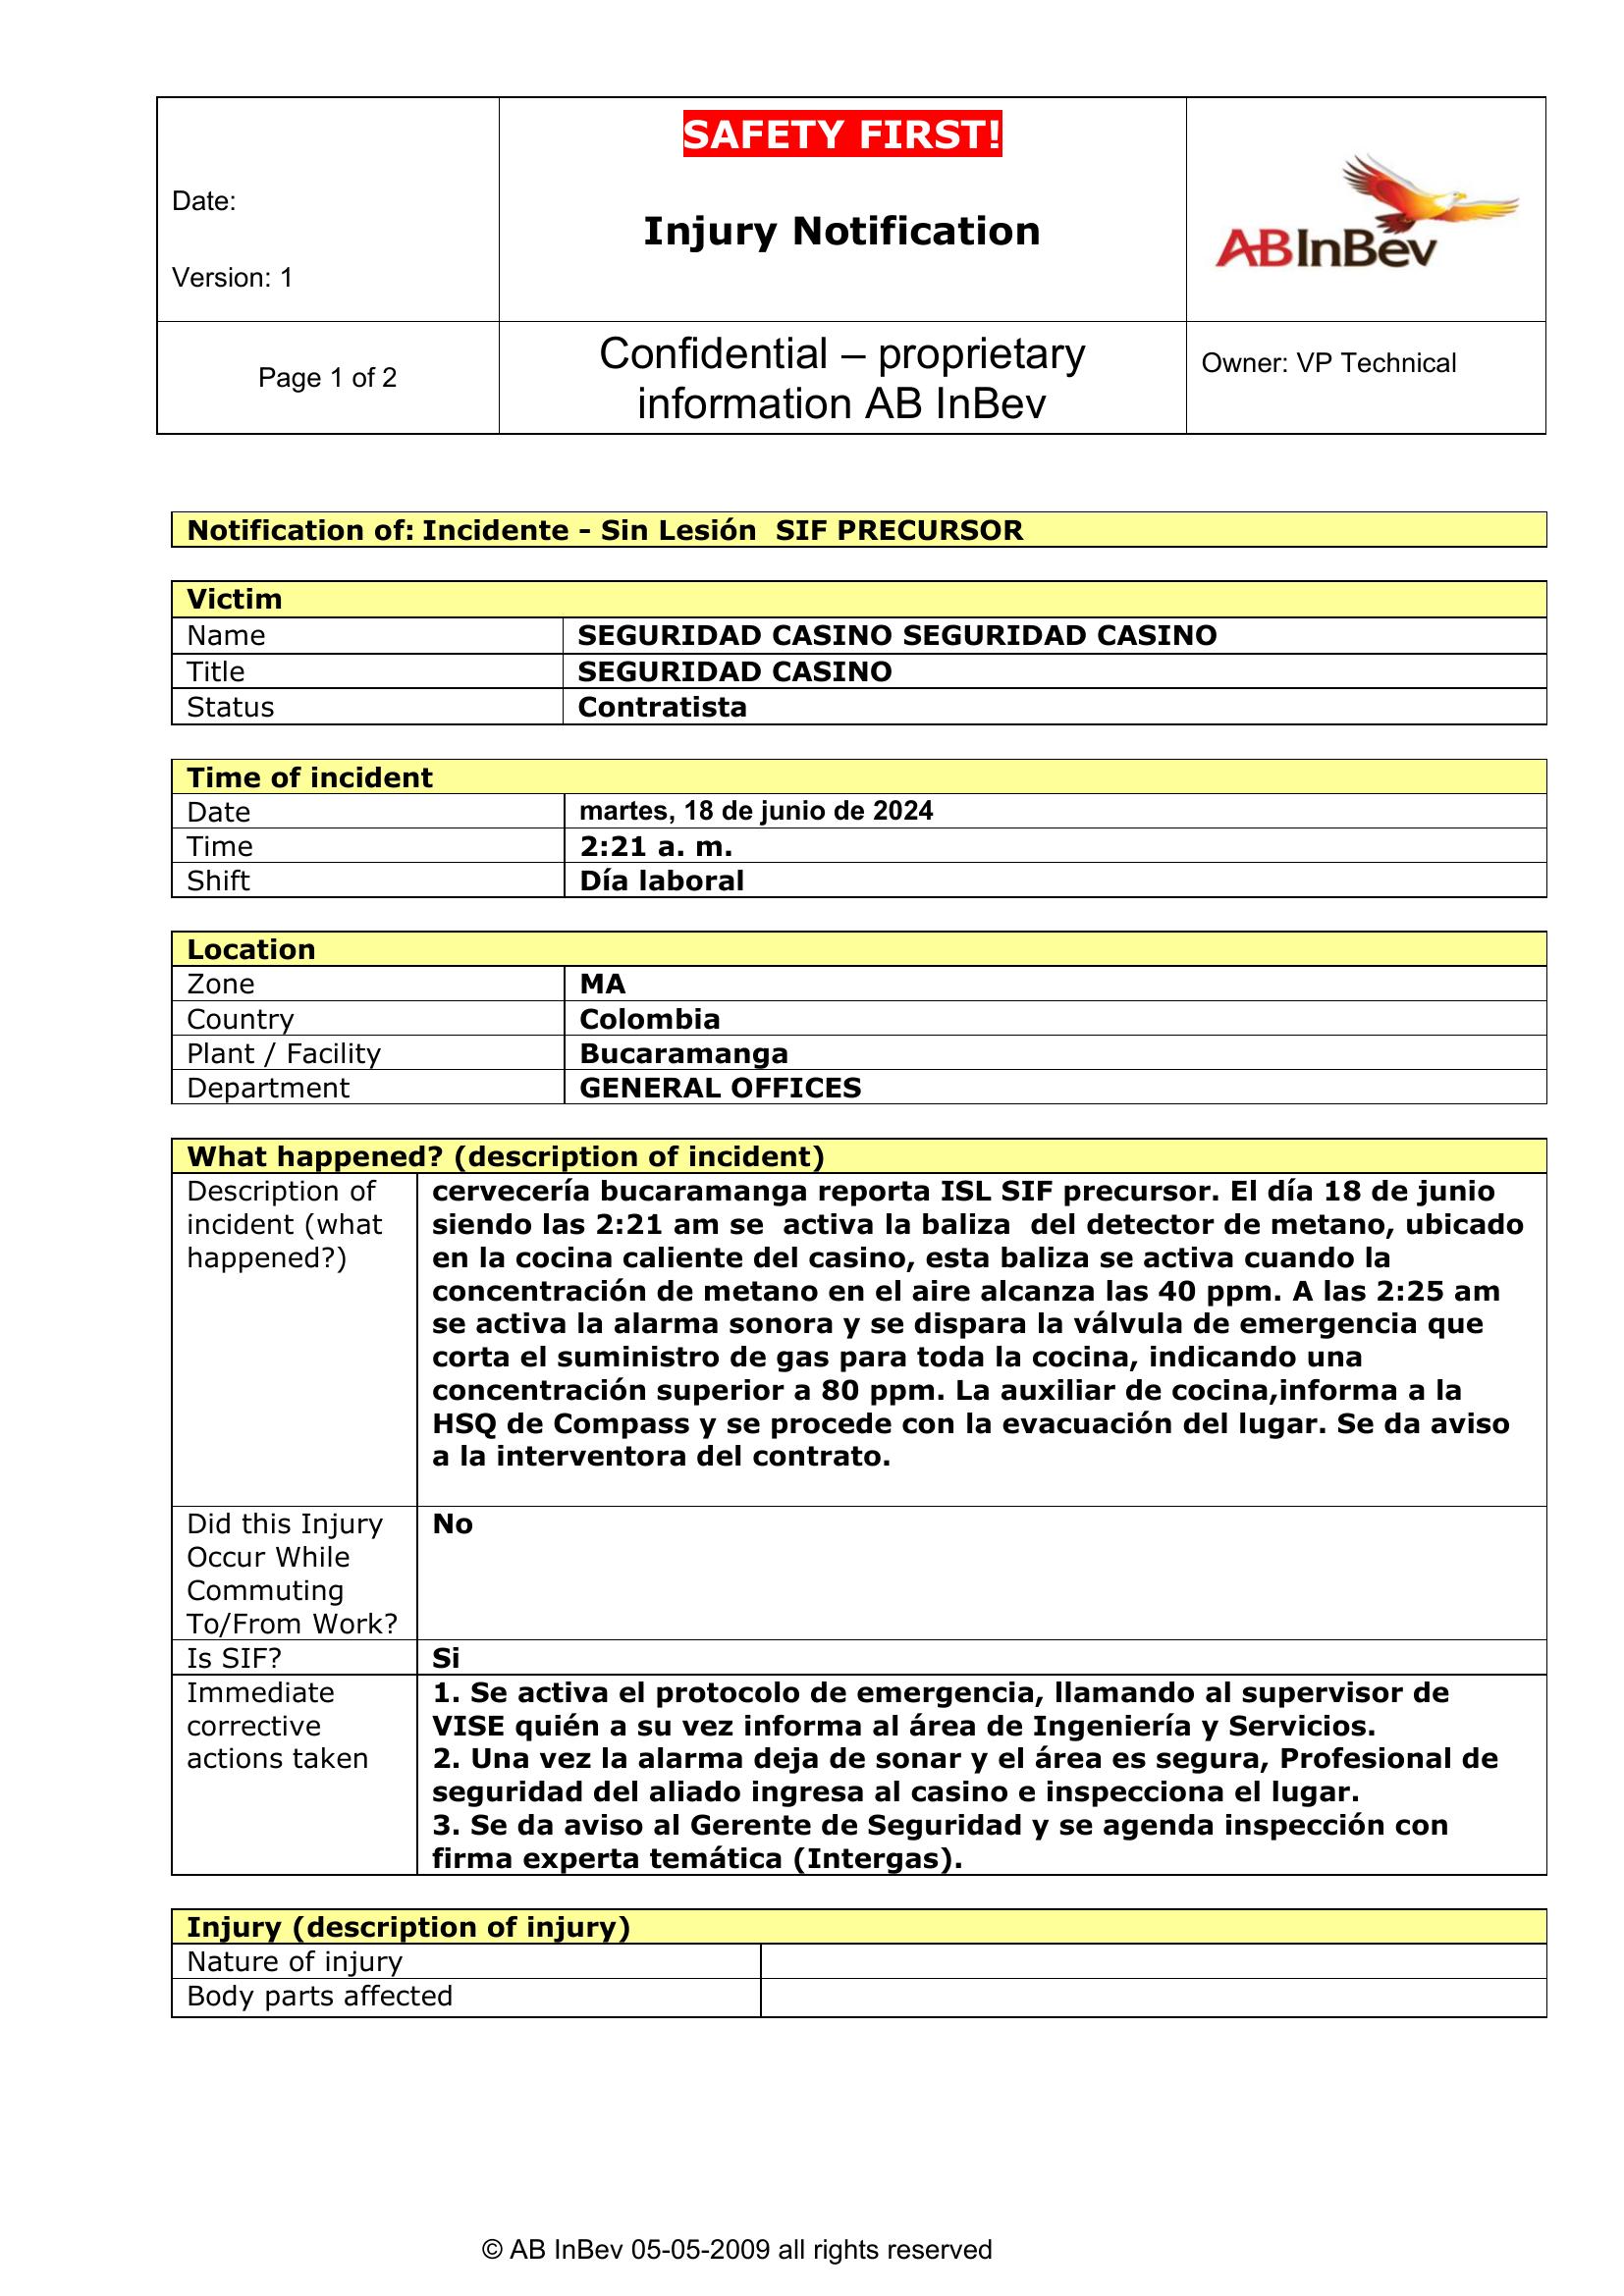 SAFETY FIRST!
Date:
Injury Notification
Version: 1
ABInBev
Page 1 of 2
Confidential – proprietary
information AB InBev
Owner: VP Technical
Notification of: Incidente - Sin Lesión  SIF PRECURSOR
Victim
Name SEGURIDAD CASINO SEGURIDAD CASINO
Title SEGURIDAD CASINO
Status Contratista
Time of incident
Date martes, 18 de junio de 2024
Time 2:21 a. m.
Shift Día laboral
Location
Zone MA
Country Colombia
Plant / Facility Bucaramanga
Department GENERAL OFFICES
What happened? (description of incident)
Description of
incident (what
happened?)
cervecería bucaramanga reporta ISL SIF precursor. El día 18 de junio
siendo las 2:21 am se  activa la baliza  del detector de metano, ubicado
en la cocina caliente del casino, esta baliza se activa cuando la
concentración de metano en el aire alcanza las 40 ppm. A las 2:25 am
se activa la alarma sonora y se dispara la válvula de emergencia que
corta el suministro de gas para toda la cocina, indicando una
concentración superior a 80 ppm. La auxiliar de cocina,informa a la
HSQ de Compass y se procede con la evacuación del lugar. Se da aviso
a la interventora del contrato.
Did this Injury
Occur While
Commuting
To/From Work?
No
Is SIF? Si
Immediate
corrective
actions taken
1. Se activa el protocolo de emergencia, llamando al supervisor de
VISE quién a su vez informa al área de Ingeniería y Servicios.
2. Una vez la alarma deja de sonar y el área es segura, Profesional de
seguridad del aliado ingresa al casino e inspecciona el lugar.
3. Se da aviso al Gerente de Seguridad y se agenda inspección con
firma experta temática (Intergas).
Injury (description of injury)
Nature of injury
Body parts affected
© AB InBev 05-05-2009 all rights reserved